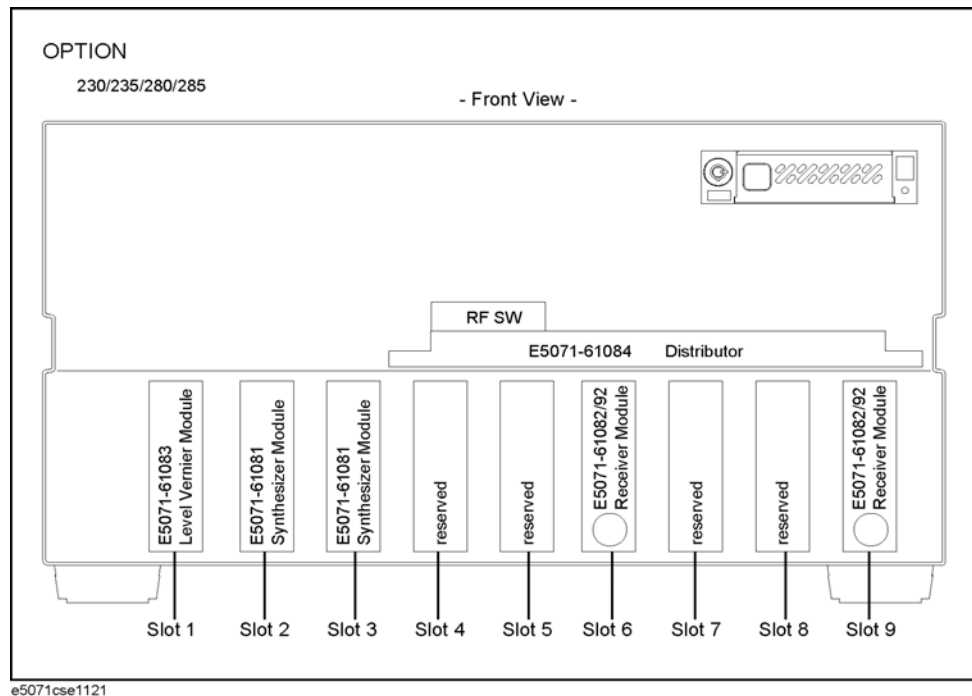 OPTION
230/235/280/285
- Front View -
RF SW
E5071-61084 Distributor
E5071-61083
Level Vernier Module
E5071-61081
Synthesizer Module
E5071-61081
Synthesizer Module
reserved
reserved
E5071-61082/92
Receiver Module
reserved
reserved
E5071-61082/92
Receiver Module
Slot 1 Slot 2 Slot 3 Slot 4 Slot 5 Slot 6 Slot 7 Slot 8 Slot 9
e5071cse1121